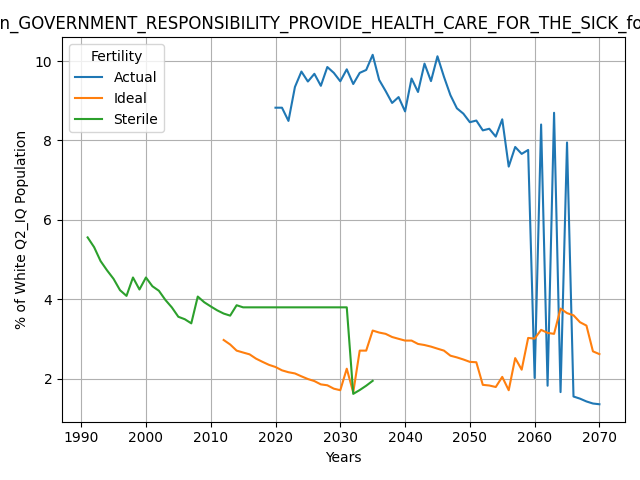 n_GOVERNMENT_RESPONSIBILITY_PROVIDE_HEALTH_CARE_FOR_THE_SICK_fo
Fertility
Actual
Ideal
Sterile
% of White Q2_IQ Population
10
8
6
4
2
1990 2000 2010 2020 2030 2040 2050 2060 2070
Years